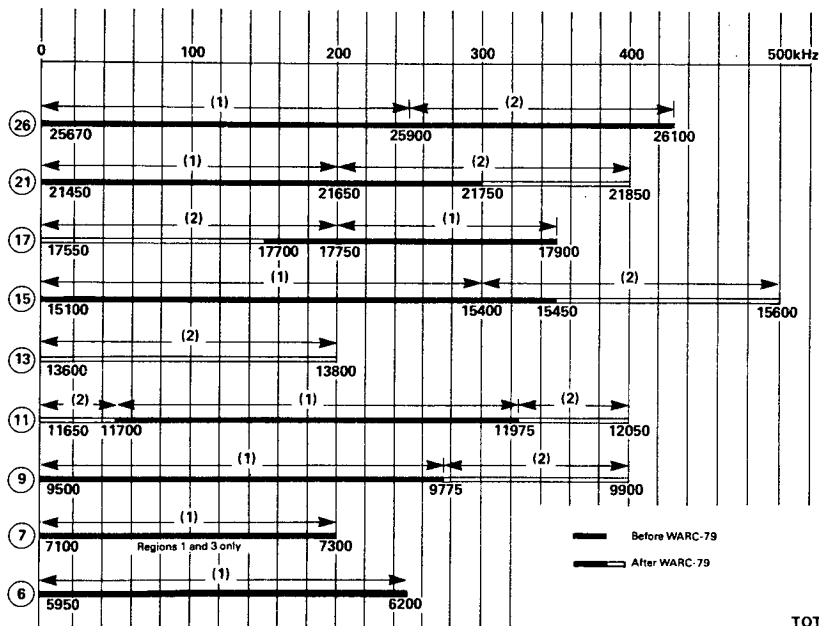 0 100 200 300 400 500kHz
(1) (2)
26 25670 25900 26100
(1) (2)
21 21450 21650 21750 21850
(2) (1)
17 17550 17700 17750 17900
(1) (2)
15 15100 15400 15450 15600
(2)
13 13600 13800
(2) (1) (2)
11 11650 11700 11975 12050
(1) (2)
9 9500 9775 9900
(1)
7 7100 Regions 1 and 3 only 7300
Before WARC-79
After WARC-79
(1)
6 5950 6200
TOT